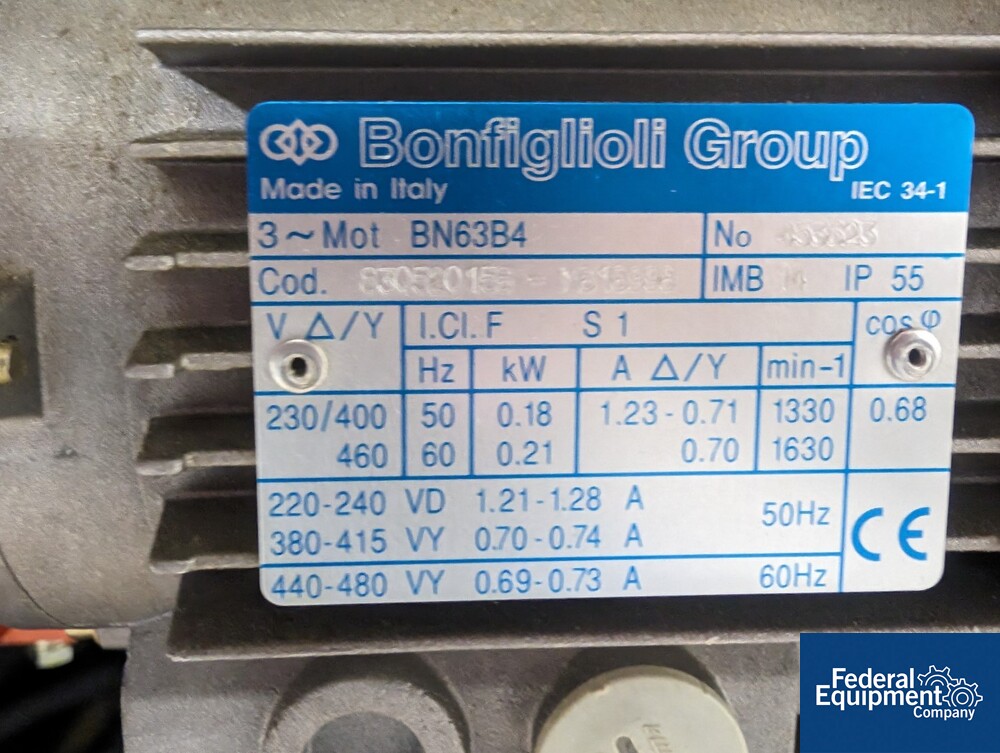 Bonfiglioli Group
Made in Italy IEC 34-1
3~Mot BN63B4 No
Cod. IMB IP 55
V Δ/Y I.Cl.F S1 cos φ
Hz kW A Δ/Y min-1
230/400 50 0.18 1.23-0.71 1330 0.68
460 60 0.21 0.70 1630
220-240 VD 1.21-1.28 A 50Hz
380-415 VY 0.70-0.74 A
440-480 VY 0.69-0.73 A 60Hz
CE
Federal
Equipment
Company